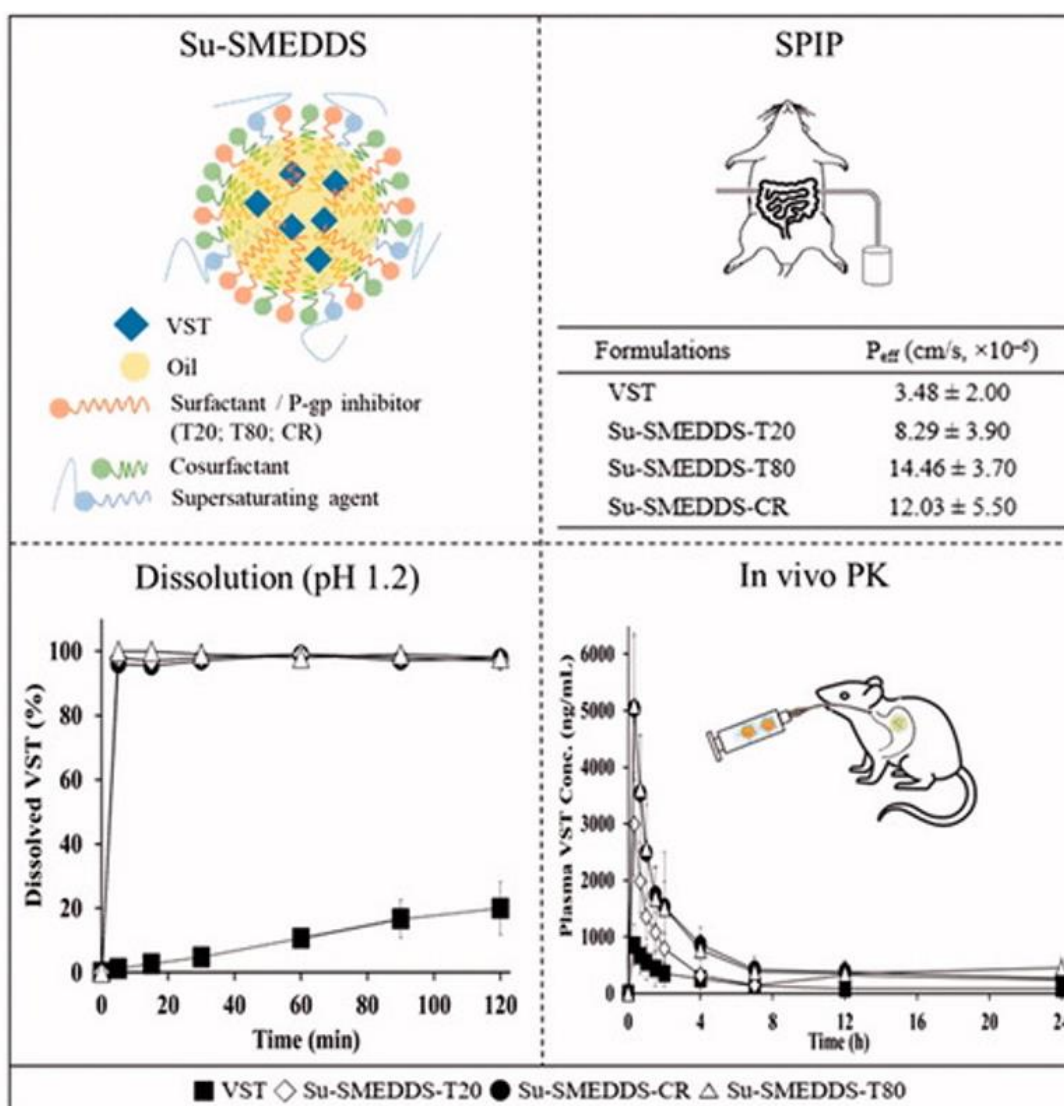 Su-SMEDDS
VST
Oil
Surfactant / P-gp inhibitor
(T20; T80; CR)
Cosurfactant
Supersaturating agent
SPIP
Formulations Peff (cm/s, ×10⁻⁶)
VST 3.48 ± 2.00
Su-SMEDDS-T20 8.29 ± 3.90
Su-SMEDDS-T80 14.46 ± 3.70
Su-SMEDDS-CR 12.03 ± 5.50
Dissolution (pH 1.2)
Dissolved VST (%)
100
80
60
40
20
0
0 20 40 60 80 100 120
Time (min)
In vivo PK
Plasma VST Conc. (ng/mL)
6000
5000
4000
3000
2000
1000
0
0 4 8 12 16 20 24
Time (h)
VST Su-SMEDDS-T20 Su-SMEDDS-CR Su-SMEDDS-T80